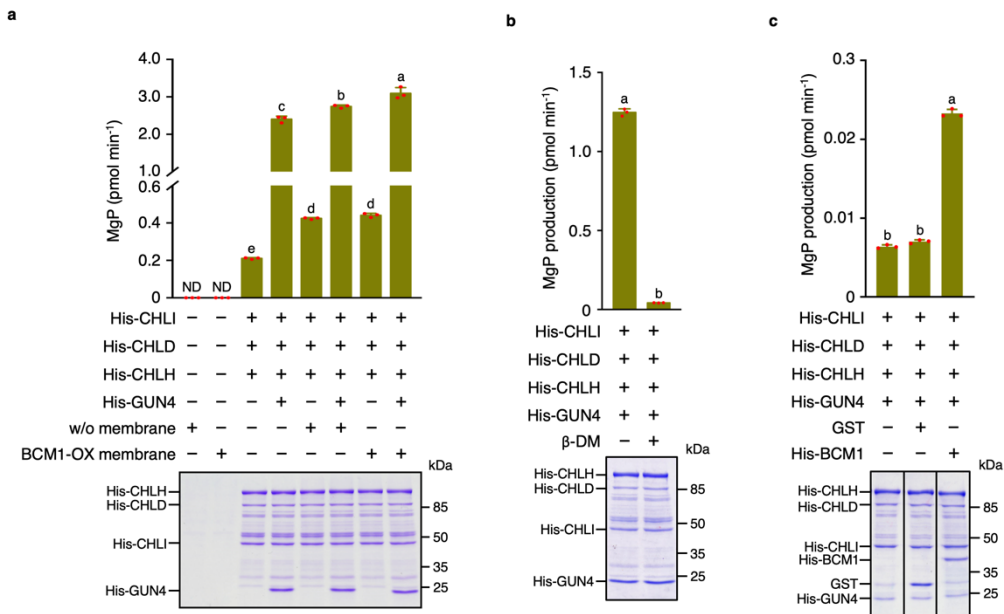 a
4.0
3.0
2.0
1.0
0.6
0.4
0.2
0
MgP (pmol min⁻¹)
ND ND e c d b d a
His-CHLI – – + + + + + +
His-CHLD – – + + + + + +
His-CHLH – – + + + + + +
His-GUN4 – – – + – + – +
w/o membrane + – – – + + – –
BCM1-OX membrane – + – – – – + +
kDa
His-CHLH
His-CHLD
His-CHLI
His-GUN4
85
50
35
25
b
1.5
1.0
0.5
0
MgP production (pmol min⁻¹)
a b
His-CHLI + +
His-CHLD + +
His-CHLH + +
His-GUN4 + +
β-DM – +
kDa
His-CHLH
His-CHLD
His-CHLI
His-GUN4
85
50
35
25
c
0.3
0.02
0.01
0
MgP production (pmol min⁻¹)
b b a
His-CHLI + + +
His-CHLD + + +
His-CHLH + + +
His-GUN4 + + +
GST – + –
His-BCM1 – – +
kDa
His-CHLH
His-CHLD
His-CHLI
His-BCM1
GST
His-GUN4
85
50
35
25